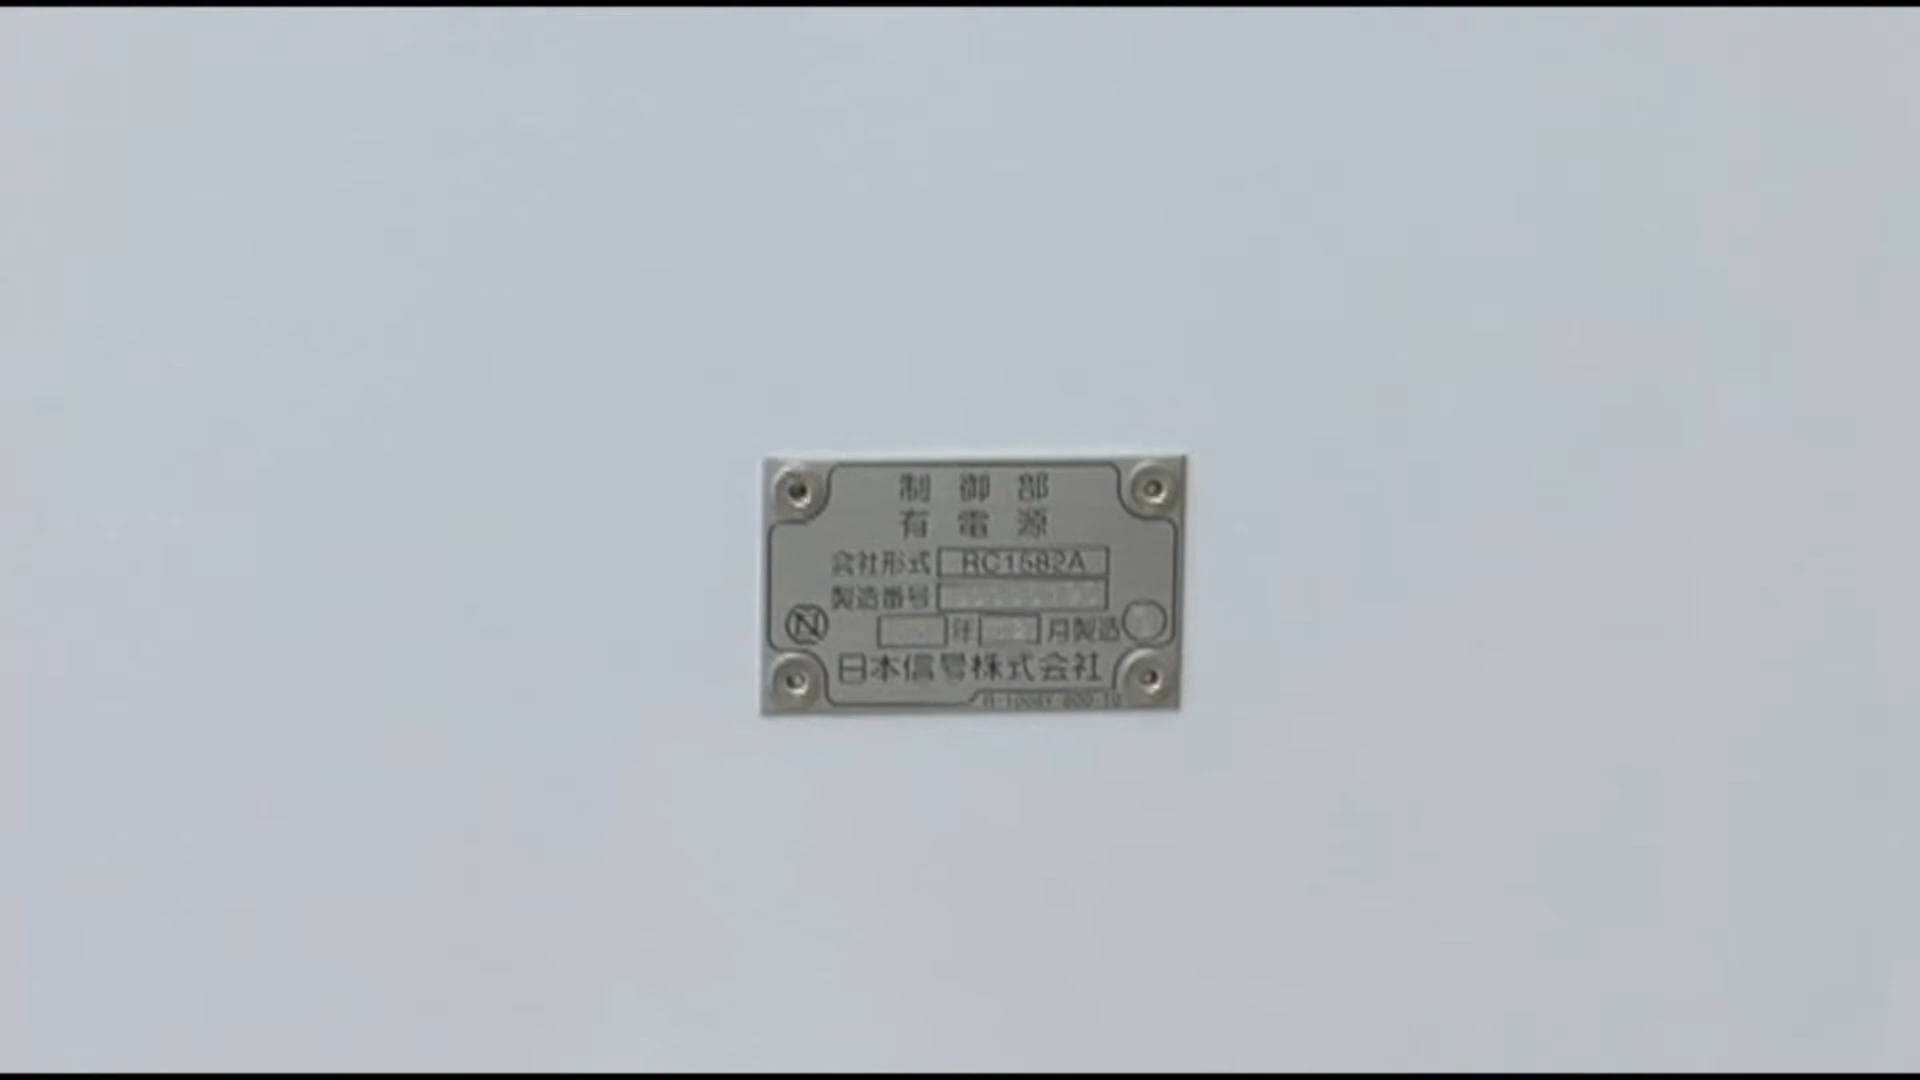 制御部
有電源
会社形式 RC1582A
製造番号
年 月製造
N
日本信号株式会社